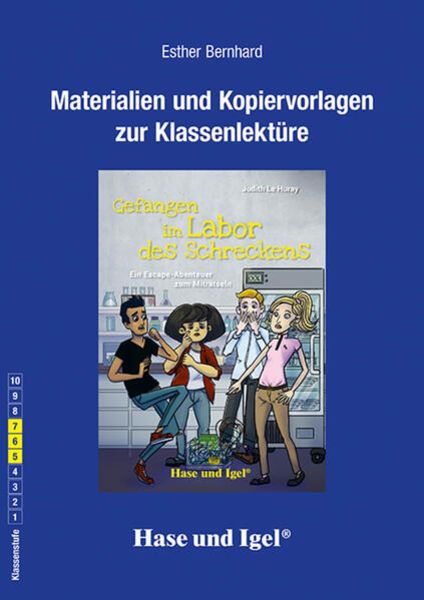 Esther Bernhard
Materialien und Kopiervorlagen
zur Klassenlektüre
Judith Le Huray
Gefangen
im Labor
des Schreckens
Ein Escape-Abenteuer
zum Miträtseln
Hase und Igel®
10
9
8
7
6
5
4
3
2
1
Klassenstufe
Hase und Igel®